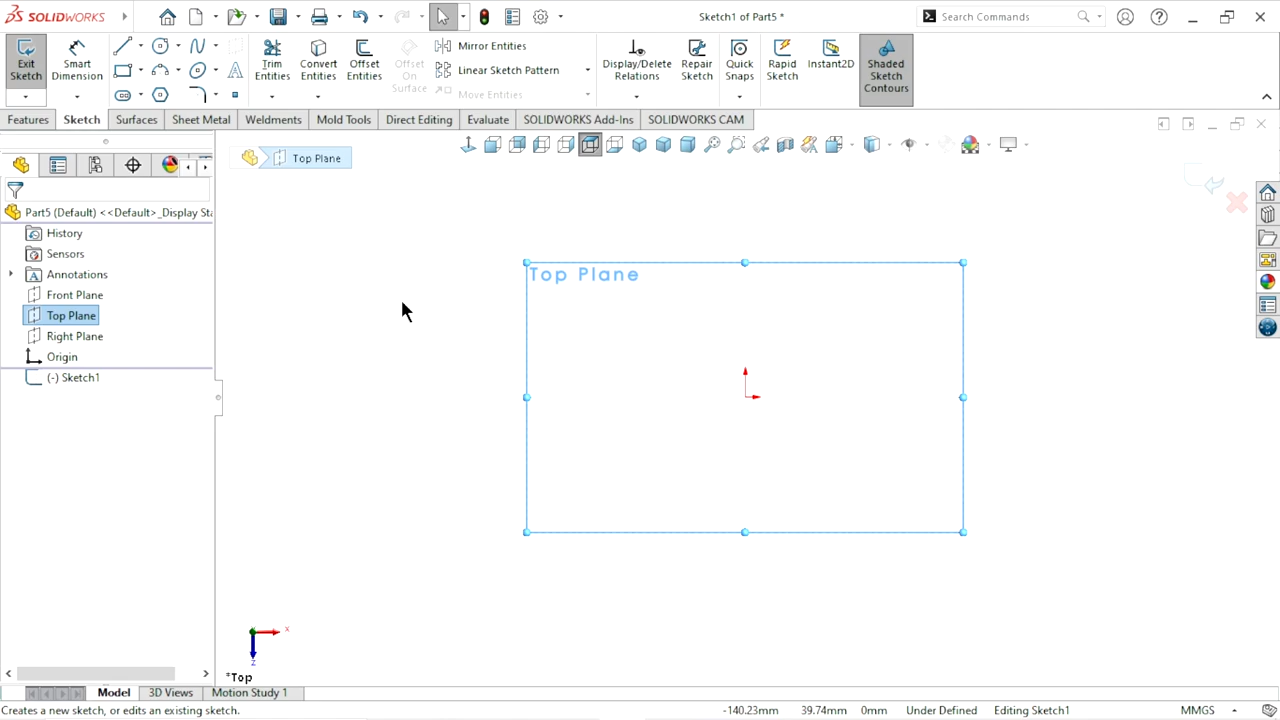 SOLIDWORKS
Sketch1 of Part5 *
Search Commands
Exit Sketch
Smart Dimension
Trim Entities
Convert Entities
Offset Entities
Offset On Surface
Mirror Entities
Linear Sketch Pattern
Move Entities
Display/Delete Relations
Repair Sketch
Quick Snaps
Rapid Sketch
Instant2D
Shaded Sketch Contours
Features
Sketch
Surfaces
Sheet Metal
Weldments
Mold Tools
Direct Editing
Evaluate
SOLIDWORKS Add-Ins
SOLIDWORKS CAM
Top Plane
Part5 (Default) <<Default>_Display Sta
History
Sensors
Annotations
Front Plane
Top Plane
Right Plane
Origin
(-) Sketch1
Top Plane
X
Z
*Top
Model
3D Views
Motion Study 1
Creates a new sketch, or edits an existing sketch.
-140.23mm
39.74mm
0mm
Under Defined
Editing Sketch1
MMGS